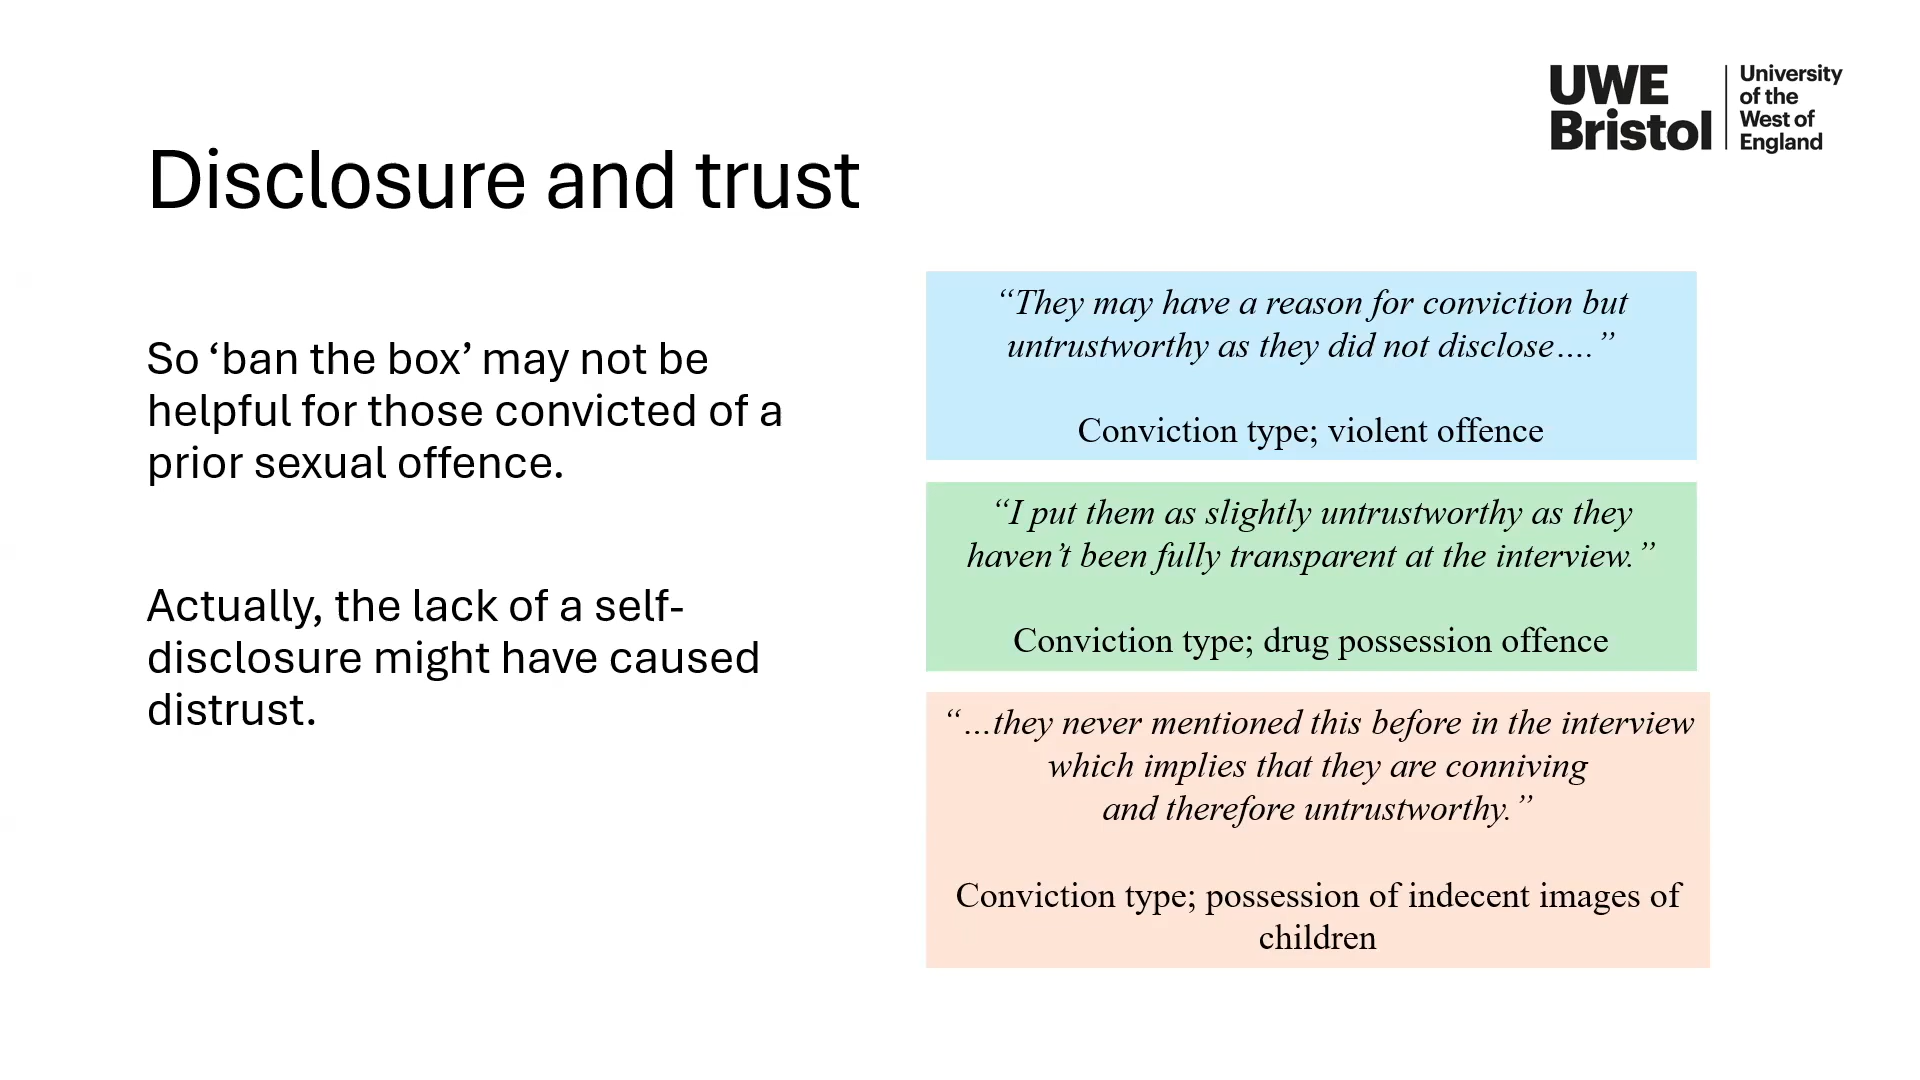 UWE
Bristol
University
of the
West of
England
Disclosure and trust
So ‘ban the box’ may not be
helpful for those convicted of a
prior sexual offence.
Actually, the lack of a self-
disclosure might have caused
distrust.
“They may have a reason for conviction but
untrustworthy as they did not disclose….”
Conviction type; violent offence
“I put them as slightly untrustworthy as they
haven’t been fully transparent at the interview.”
Conviction type; drug possession offence
“…they never mentioned this before in the interview
which implies that they are conniving
and therefore untrustworthy.”
Conviction type; possession of indecent images of
children